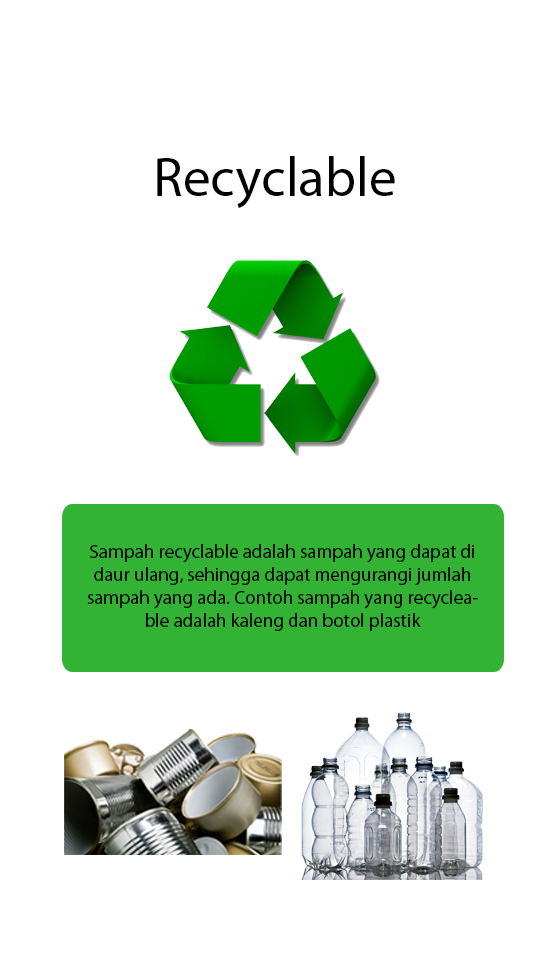 Recyclable
Sampah recyclable adalah sampah yang dapat di
daur ulang, sehingga dapat mengurangi jumlah
sampah yang ada. Contoh sampah yang recyclea-
ble adalah kaleng dan botol plastik